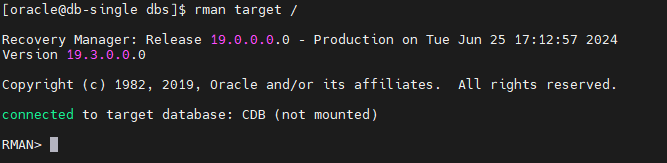 [oracle@db-single dbs]$ rman target /
Recovery Manager: Release 19.0.0.0.0 - Production on Tue Jun 25 17:12:57 2024
Version 19.3.0.0.0
Copyright (c) 1982, 2019, Oracle and/or its affiliates.  All rights reserved.
connected to target database: CDB (not mounted)
RMAN>